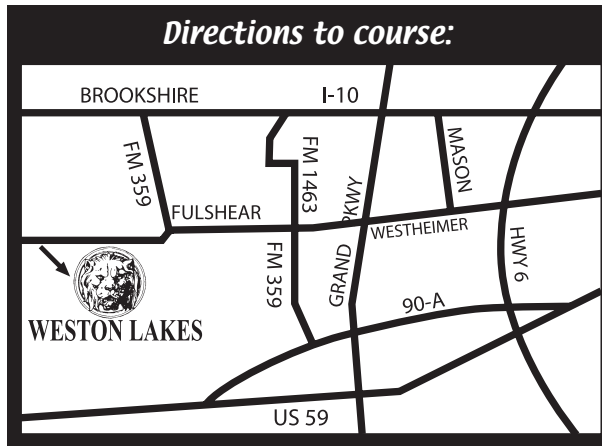 Directions to course:
BROOKSHIRE
I-10
FM 359
FM 1463
PKWY
MASON
FULSHEAR
WESTHEIMER
FM 359
GRAND
HWY 6
90-A
WESTON LAKES
US 59